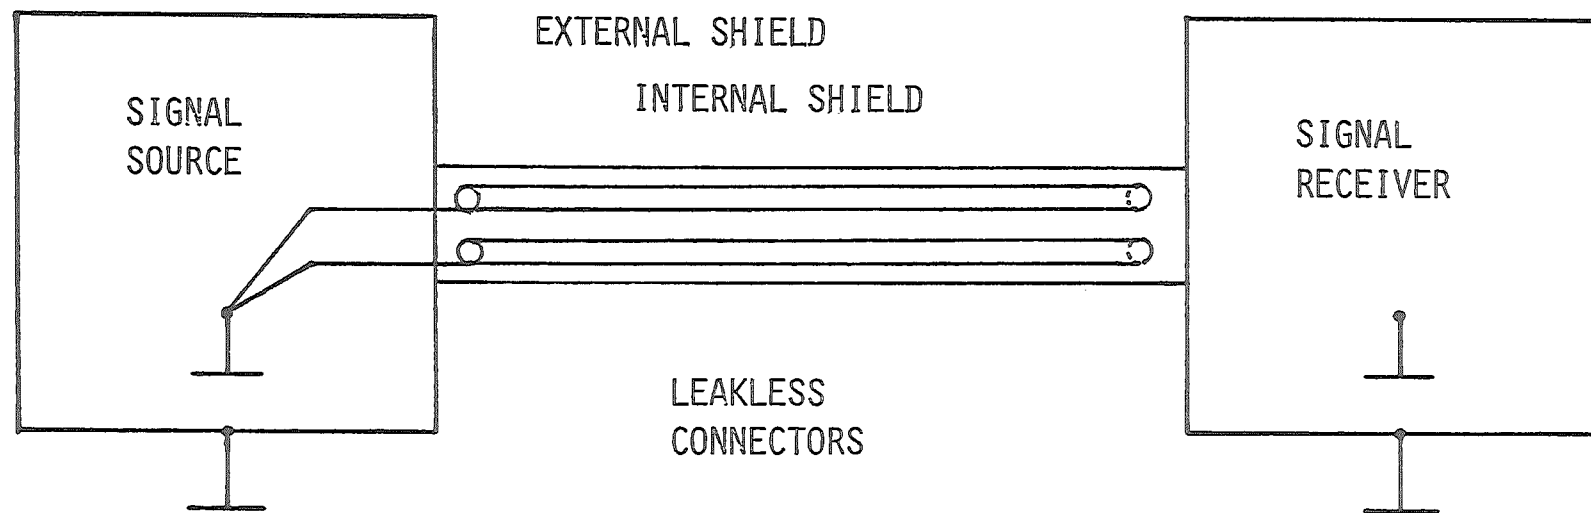 EXTERNAL SHIELD
INTERNAL SHIELD
SIGNAL
SOURCE
SIGNAL
RECEIVER
LEAKLESS
CONNECTORS